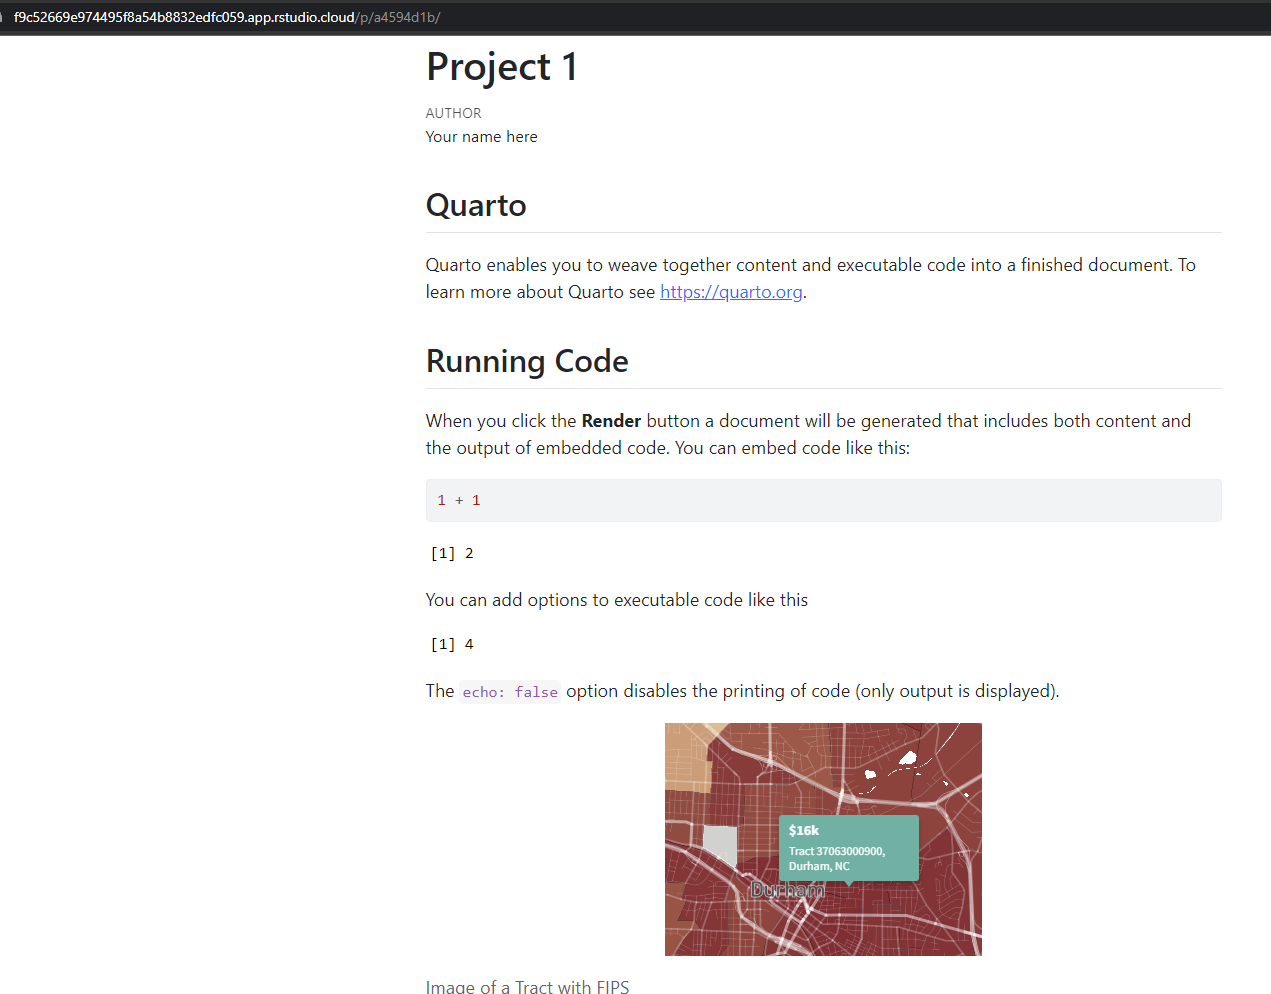 f9c52669e974495f8a54b8832edfc059.app.rstudio.cloud/p/a4594d1b/
Project 1
AUTHOR
Your name here
Quarto
Quarto enables you to weave together content and executable code into a finished document. To
learn more about Quarto see https://quarto.org.
Running Code
When you click the Render button a document will be generated that includes both content and
the output of embedded code. You can embed code like this:
1 + 1
[1] 2
You can add options to executable code like this
[1] 4
The echo: false option disables the printing of code (only output is displayed).
$16k
Tract 37063000900,
Durham, NC
Durham
Image of a Tract with FIPS